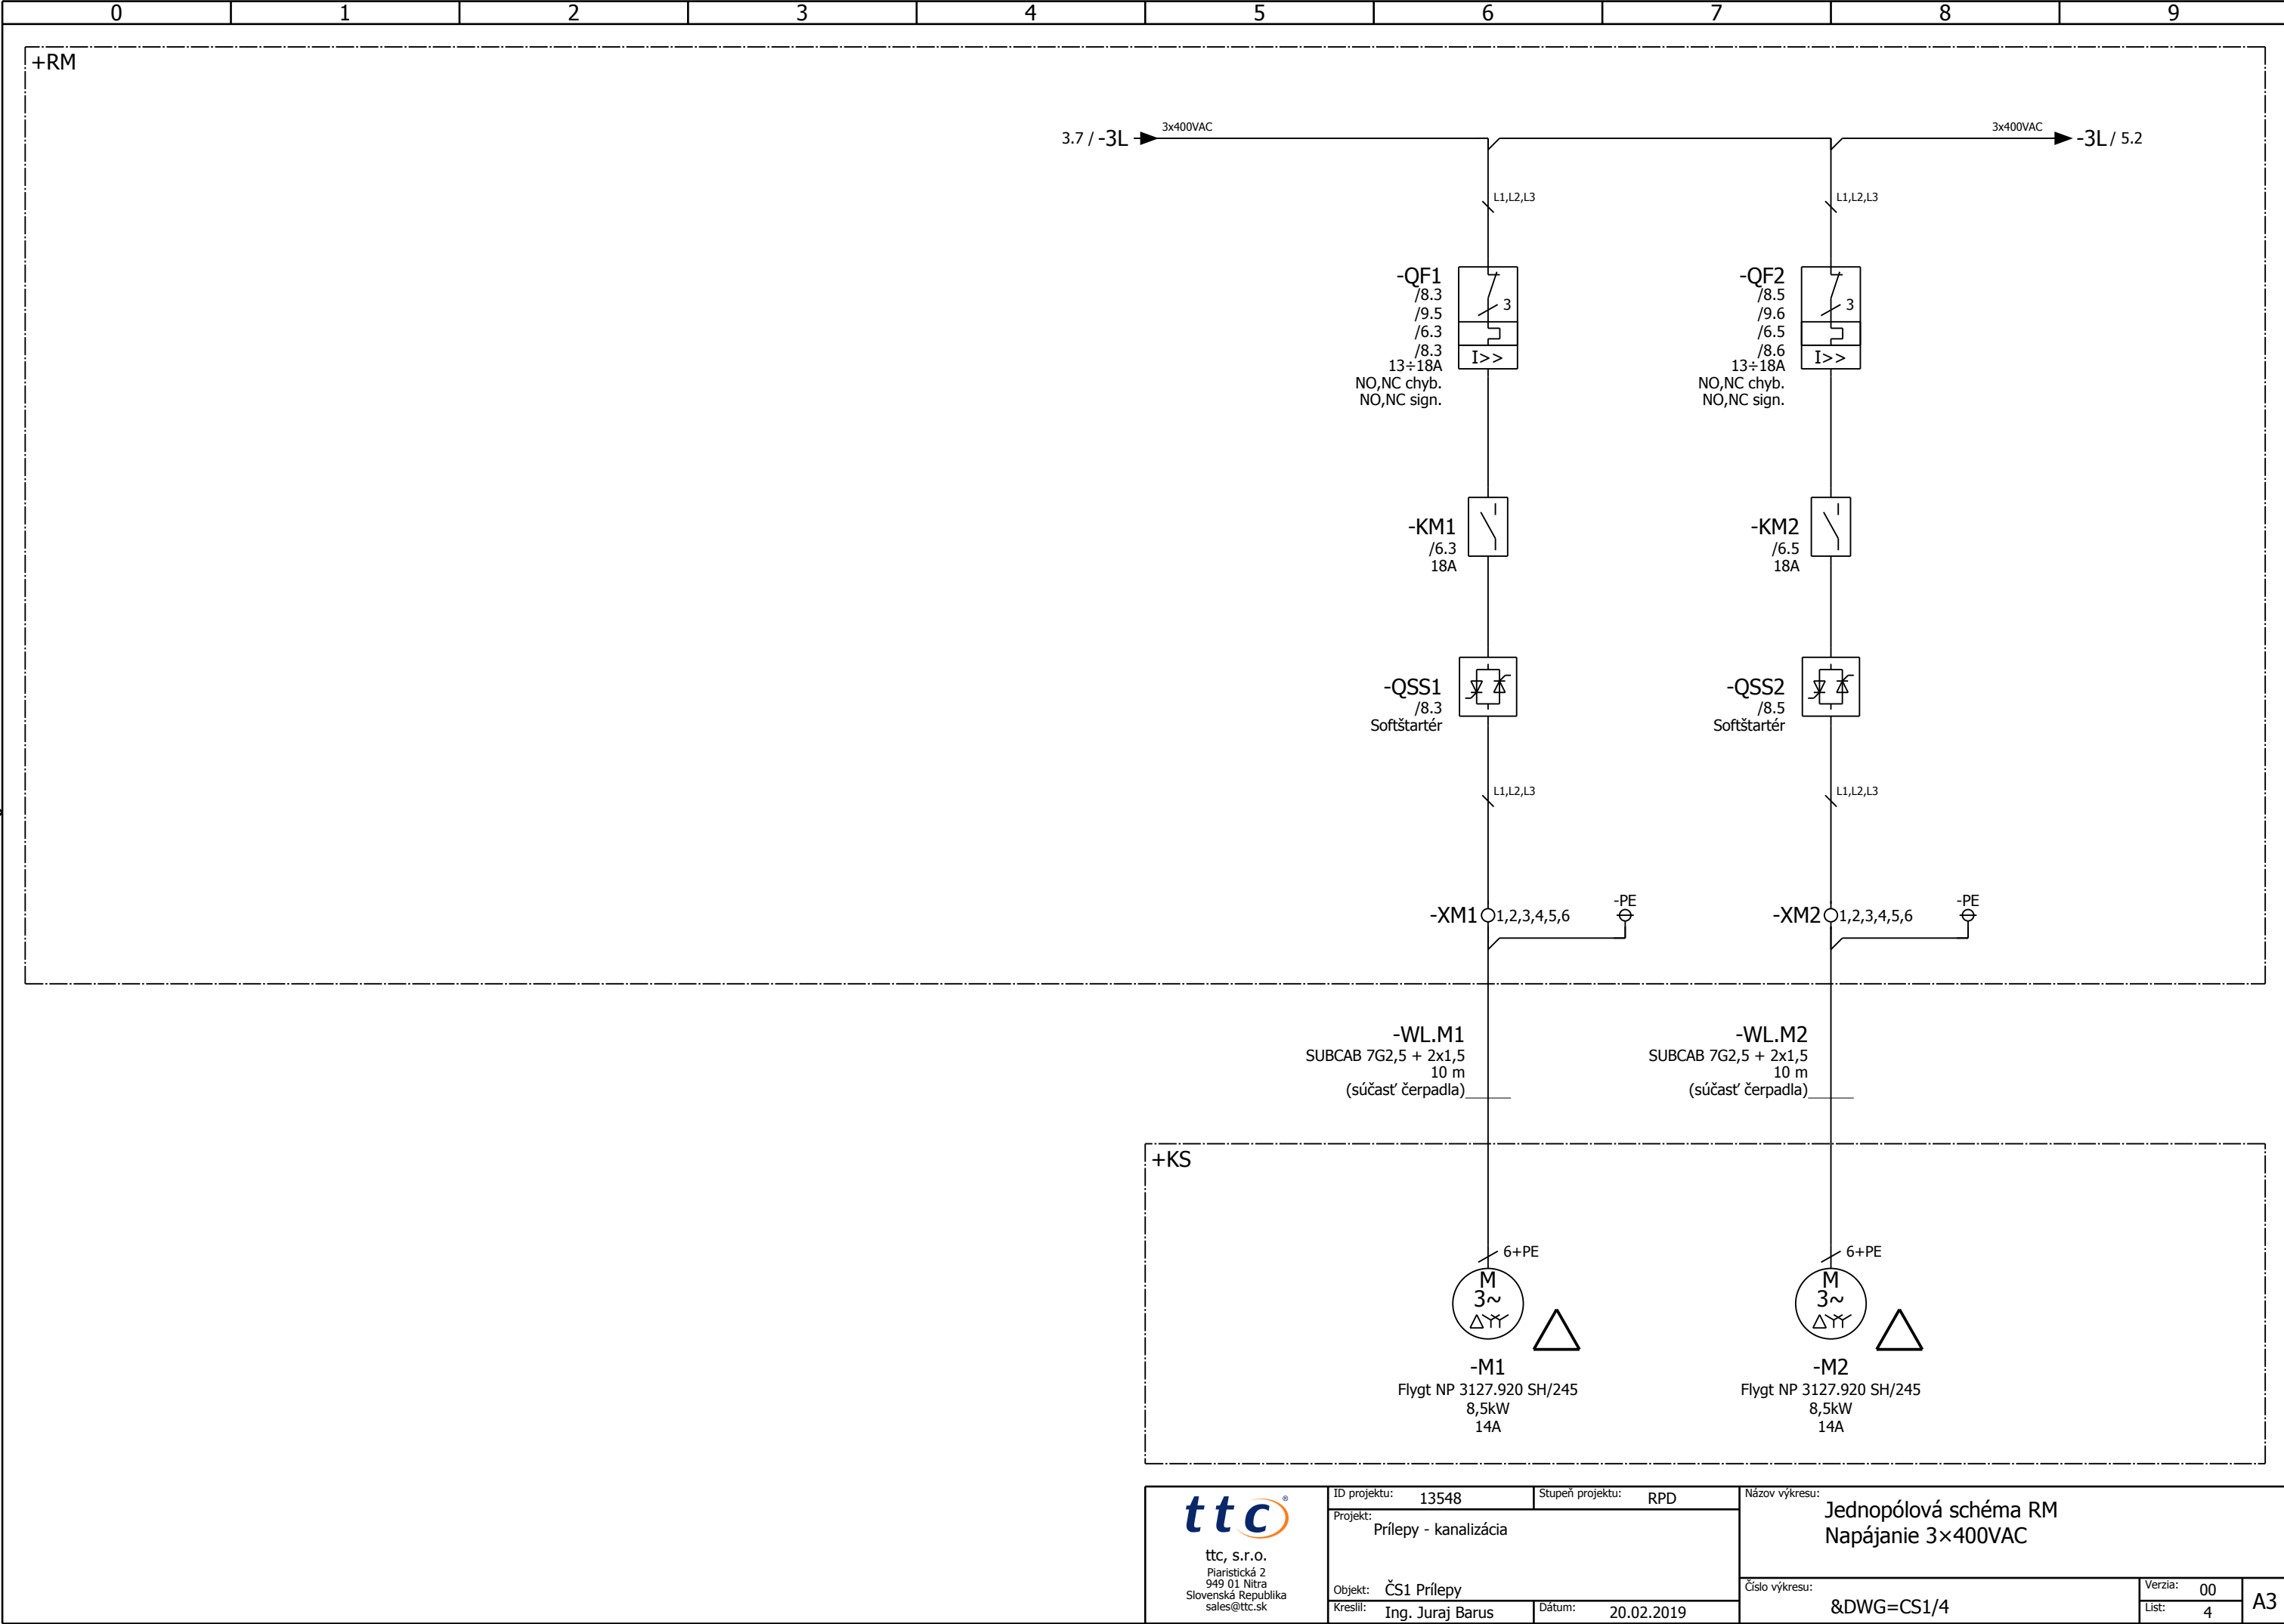 0 1 2 3 4 5 6 7 8 9
+RM
3.7 / -3L 3x400VAC
3x400VAC -3L / 5.2
L1,L2,L3
L1,L2,L3
-QF1
/8.3
/9.5
/6.3
/8.3
13÷18A
NO,NC chyb.
NO,NC sign.
3
I>>
-QF2
/8.5
/9.6
/6.5
/8.6
13÷18A
NO,NC chyb.
NO,NC sign.
3
I>>
-KM1
/6.3
18A
-KM2
/6.5
18A
-QSS1
/8.3
Softštartér
-QSS2
/8.5
Softštartér
L1,L2,L3
L1,L2,L3
-XM1 1,2,3,4,5,6
-PE
-XM2 1,2,3,4,5,6
-PE
-WL.M1
SUBCAB 7G2,5 + 2x1,5
10 m
(súčasť čerpadla)
-WL.M2
SUBCAB 7G2,5 + 2x1,5
10 m
(súčasť čerpadla)
+KS
6+PE
M
3~
-M1
Flygt NP 3127.920 SH/245
8,5kW
14A
6+PE
M
3~
-M2
Flygt NP 3127.920 SH/245
8,5kW
14A
ttc®
ttc, s.r.o.
Piaristická 2
949 01 Nitra
Slovenská Republika
sales@ttc.sk
ID projektu: 13548
Stupeň projektu: RPD
Projekt:
Prílepy - kanalizácia
Objekt: ČS1 Prílepy
Kreslil: Ing. Juraj Barus
Dátum: 20.02.2019
Názov výkresu:
Jednopólová schéma RM
Napájanie 3×400VAC
Číslo výkresu:
&DWG=CS1/4
Verzia: 00
List: 4
A3